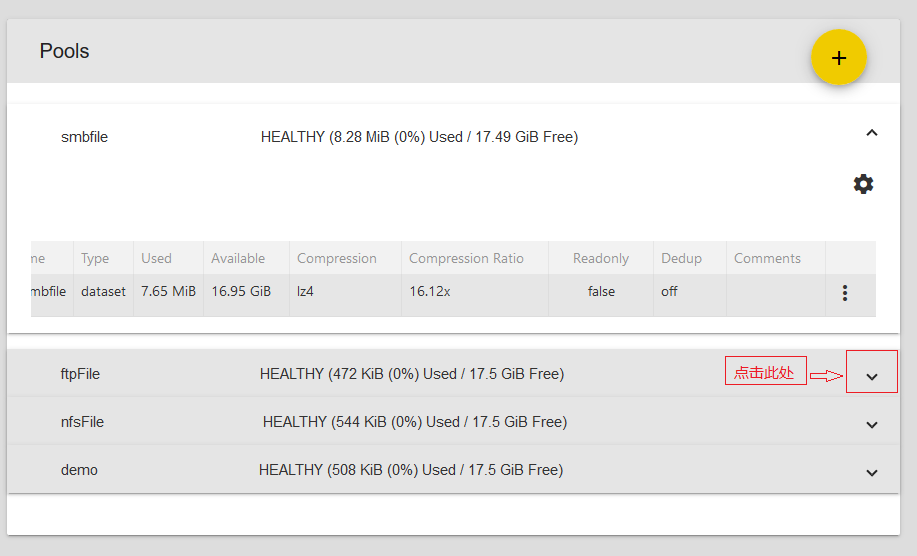 Pools
smbfile HEALTHY (8.28 MiB (0%) Used / 17.49 GiB Free)
me Type Used Available Compression Compression Ratio Readonly Dedup Comments
mbfile dataset 7.65 MiB 16.95 GiB lz4 16.12x false off
ftpFile HEALTHY (472 KiB (0%) Used / 17.5 GiB Free) 点击此处
nfsFile HEALTHY (544 KiB (0%) Used / 17.5 GiB Free)
demo HEALTHY (508 KiB (0%) Used / 17.5 GiB Free)